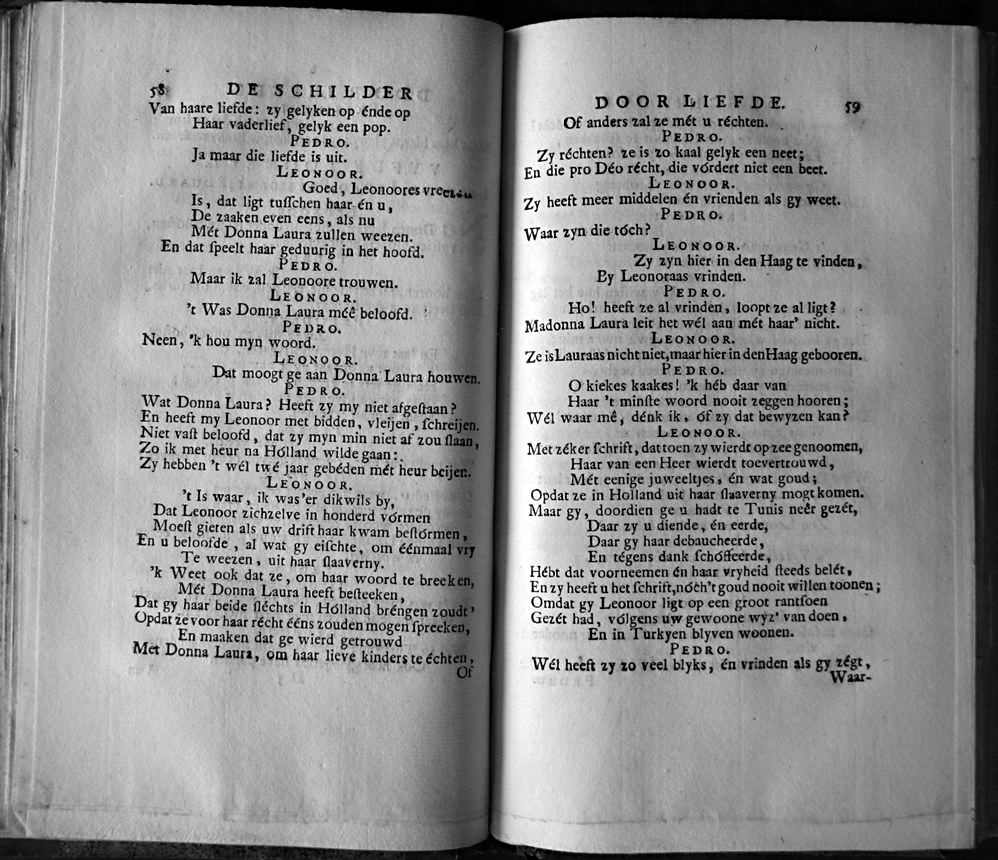 58 DE SCHILDER
Van haare liefde: zy gelyken op énde op
Haar vaderlief, gelyk een pop.
PEDRO.
Ja maar die liefde is uit.
LEONOOR.
Goed, Leonoores vreezen
Is, dat ligt tuſſchen haar én u,
De zaaken even eens, als nu
Mét Donna Laura zullen weezen.
En dat ſpeelt haar geduurig in het hoofd.
PEDRO.
Maar ik zal Leonoore trouwen.
LEONOOR.
't Was Donna Laura méê beloofd.
PEDRO.
Neen, 'k hou myn woord.
LEONOOR.
Dat moogt ge aan Donna Laura houwen.
PEDRO.
Wat Donna Laura? Heeft zy my niet afgeſtaan?
En heeft my Leonoor met bidden, vleijen, ſchreijen.
Niet vaſt beloofd, dat zy myn min niet af zou ſlaan,
Zo ik met heur na Hólland wilde gaan:
Zy hebben 't wél twé jaar gebéden mét heur beijen.
LEONOOR.
't Is waar, ik was'er dikwils by,
Dat Leonoor zichzelve in honderd vórmen
Moeſt gieten als uw drift haar kwam beſtórmen,
En u beloofde, al wat gy eiſchte, om éénmaal vry
Te weezen, uit haar ſlaaverny.
'k Weet ook dat ze, om haar woord te breeken,
Mét Donna Laura heeft beſteeken,
Dat gy haar beide ſléchts in Hólland bréngen zoudt'
Opdat ze voor haar récht ééns zouden mogen ſpreeken,
En maaken dat ge wierd getrouwd
Met Donna Laura, om haar lieve kinders te échten,
Of
DOOR LIEFDE. 59
Of anders zal ze mét u réchten.
PEDRO.
Zy réchten? ze is zo kaal gelyk een neet;
En die pro Déo récht, die vórdert niet een beet.
LEONOOR.
Zy heeft meer middelen én vrienden als gy weet.
PEDRO.
Waar zyn die tóch?
LEONOOR.
Zy zyn hier in den Haag te vinden,
By Leonoraas vrinden.
PEDRO.
Ho! heeft ze al vrinden, loopt ze al ligt?
Madonna Laura leit het wél aan mét haar' nicht.
LEONOOR.
Ze is Lauraas nicht niet, maar hier in den Haag gebooren.
PEDRO.
O kiekes kaakes! 'k héb daar van
Haar 't minſte woord nooit zeggen hooren;
Wél waar mê, dénk ik, óf zy dat bewyzen kan?
LEONOOR.
Met zéker ſchrift, dat toen zy wierdt op zee genoomen,
Haar van een Heer wierdt toevertrouwd,
Mét eenige juweeltjes, én wat goud;
Opdat ze in Holland uit haar ſlaaverny mogt komen.
Maar gy, doordien ge u hadt te Tunis neêr gezét,
Daar zy u diende, én eerde,
Daar gy haar debaucheerde,
En tégens dank ſchóffeerde,
Hébt dat voorneemen én haar vryheid ſteeds belét,
En zy heeft u het ſchrift, nóch 't goud nooit willen toonen;
Omdat gy Leonoor ligt op een groot rantſoen
Gezét had, vólgens uw gewoone wyz' van doen,
En in Turkyen blyven woonen.
PEDRO.
Wél heeft zy zo veel blyks, én vrinden als gy zégt,
Waar-